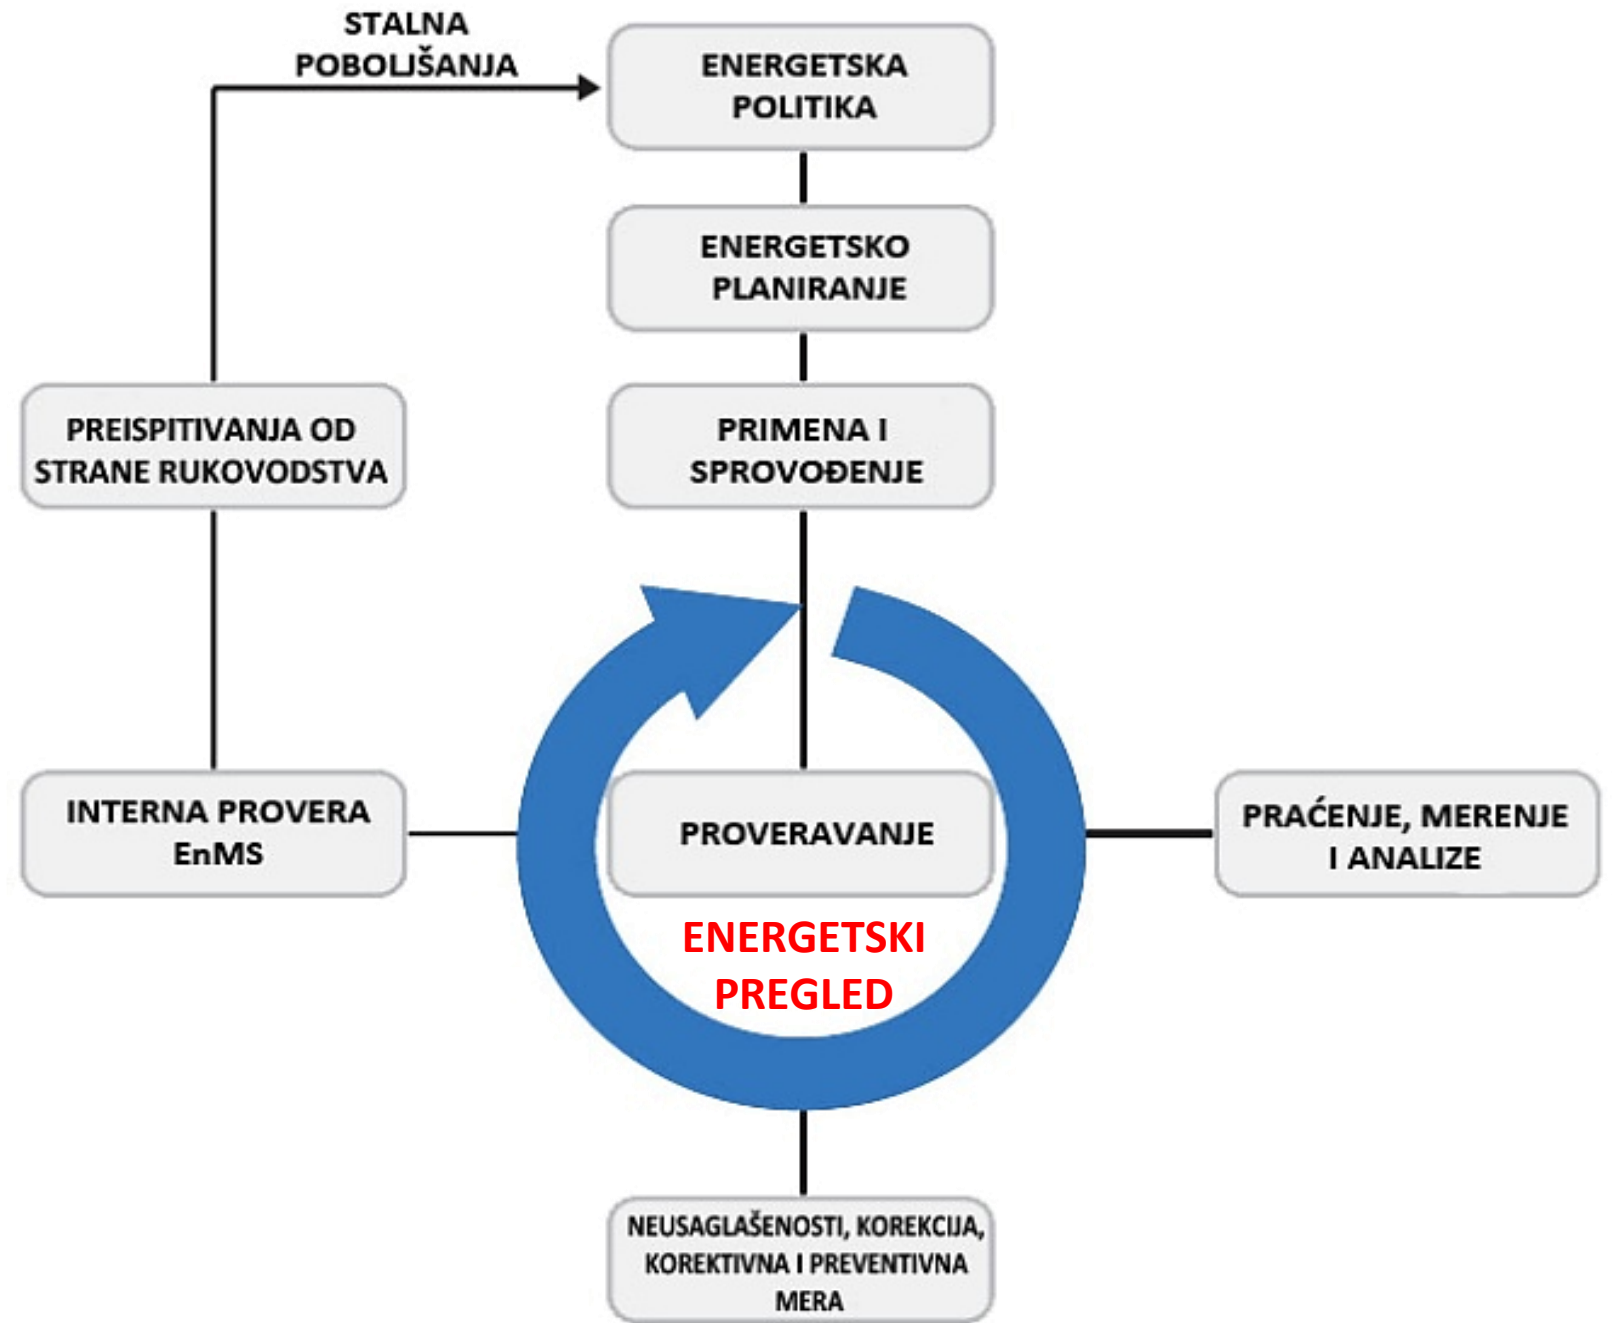 STALNA
POBOLJŠANJA
ENERGETSKA
POLITIKA
ENERGETSKO
PLANIRANJE
PREISPITIVANJA OD
STRANE RUKOVODSTVA
PRIMENA I
SPROVOĐENJE
INTERNA PROVERA
EnMS
PROVERAVANJE
PRAĆENJE, MERENJE
I ANALIZE
ENERGETSKI
PREGLED
NEUSAGLAŠENOSTI, KOREKCIJA,
KOREKTIVNA I PREVENTIVNA
MERA